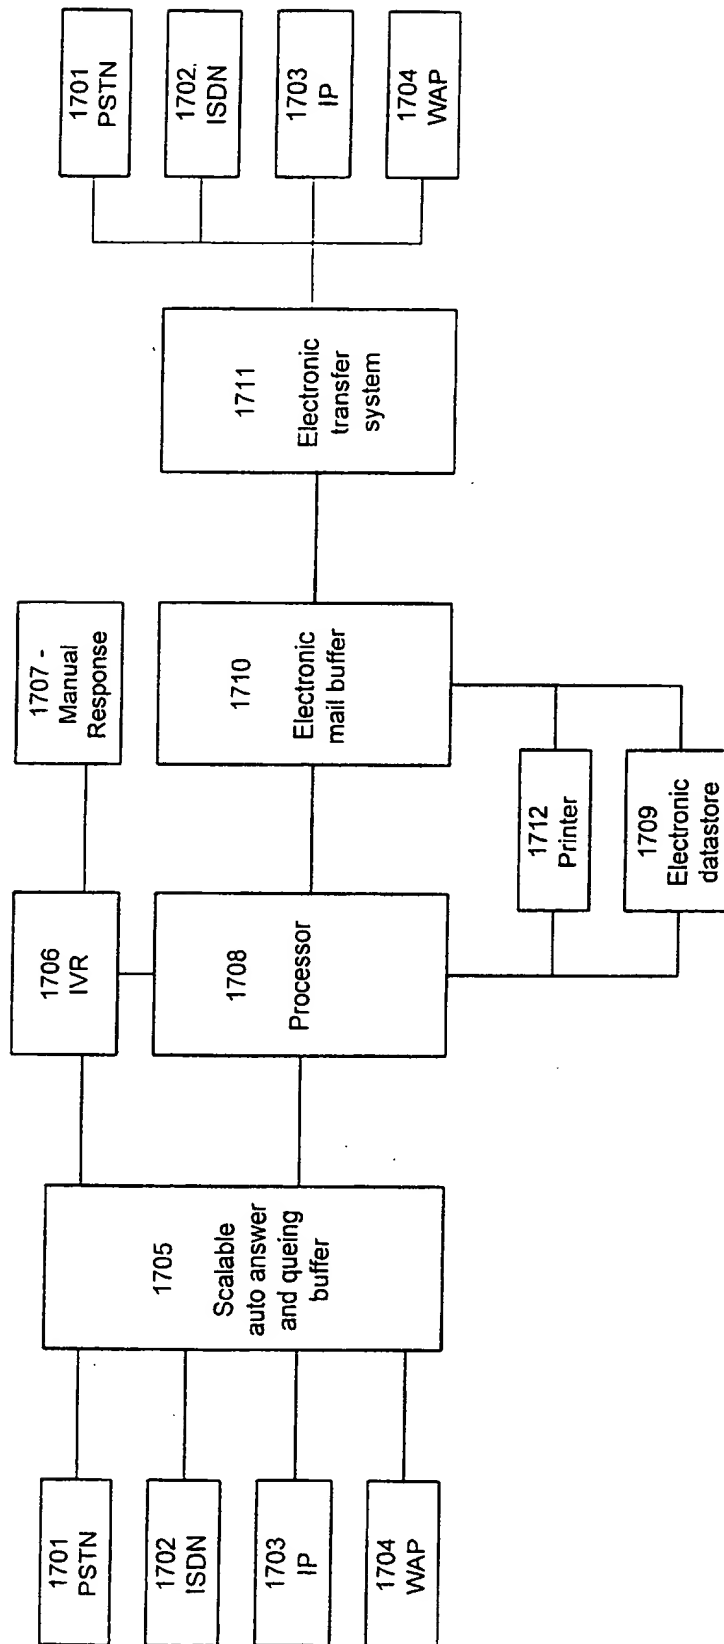 1701
PSTN
1702
ISDN
1703
IP
1704
WAP
1705
Scalable
auto answer
and queing
buffer
1706
IVR
1707 -
Manual
Response
1708
Processor
1710
Electronic
mail buffer
1712
Printer
1709
Electronic
datastore
1711
Electronic
transfer
system
1701
PSTN
1702.
ISDN
1703
IP
1704
WAP